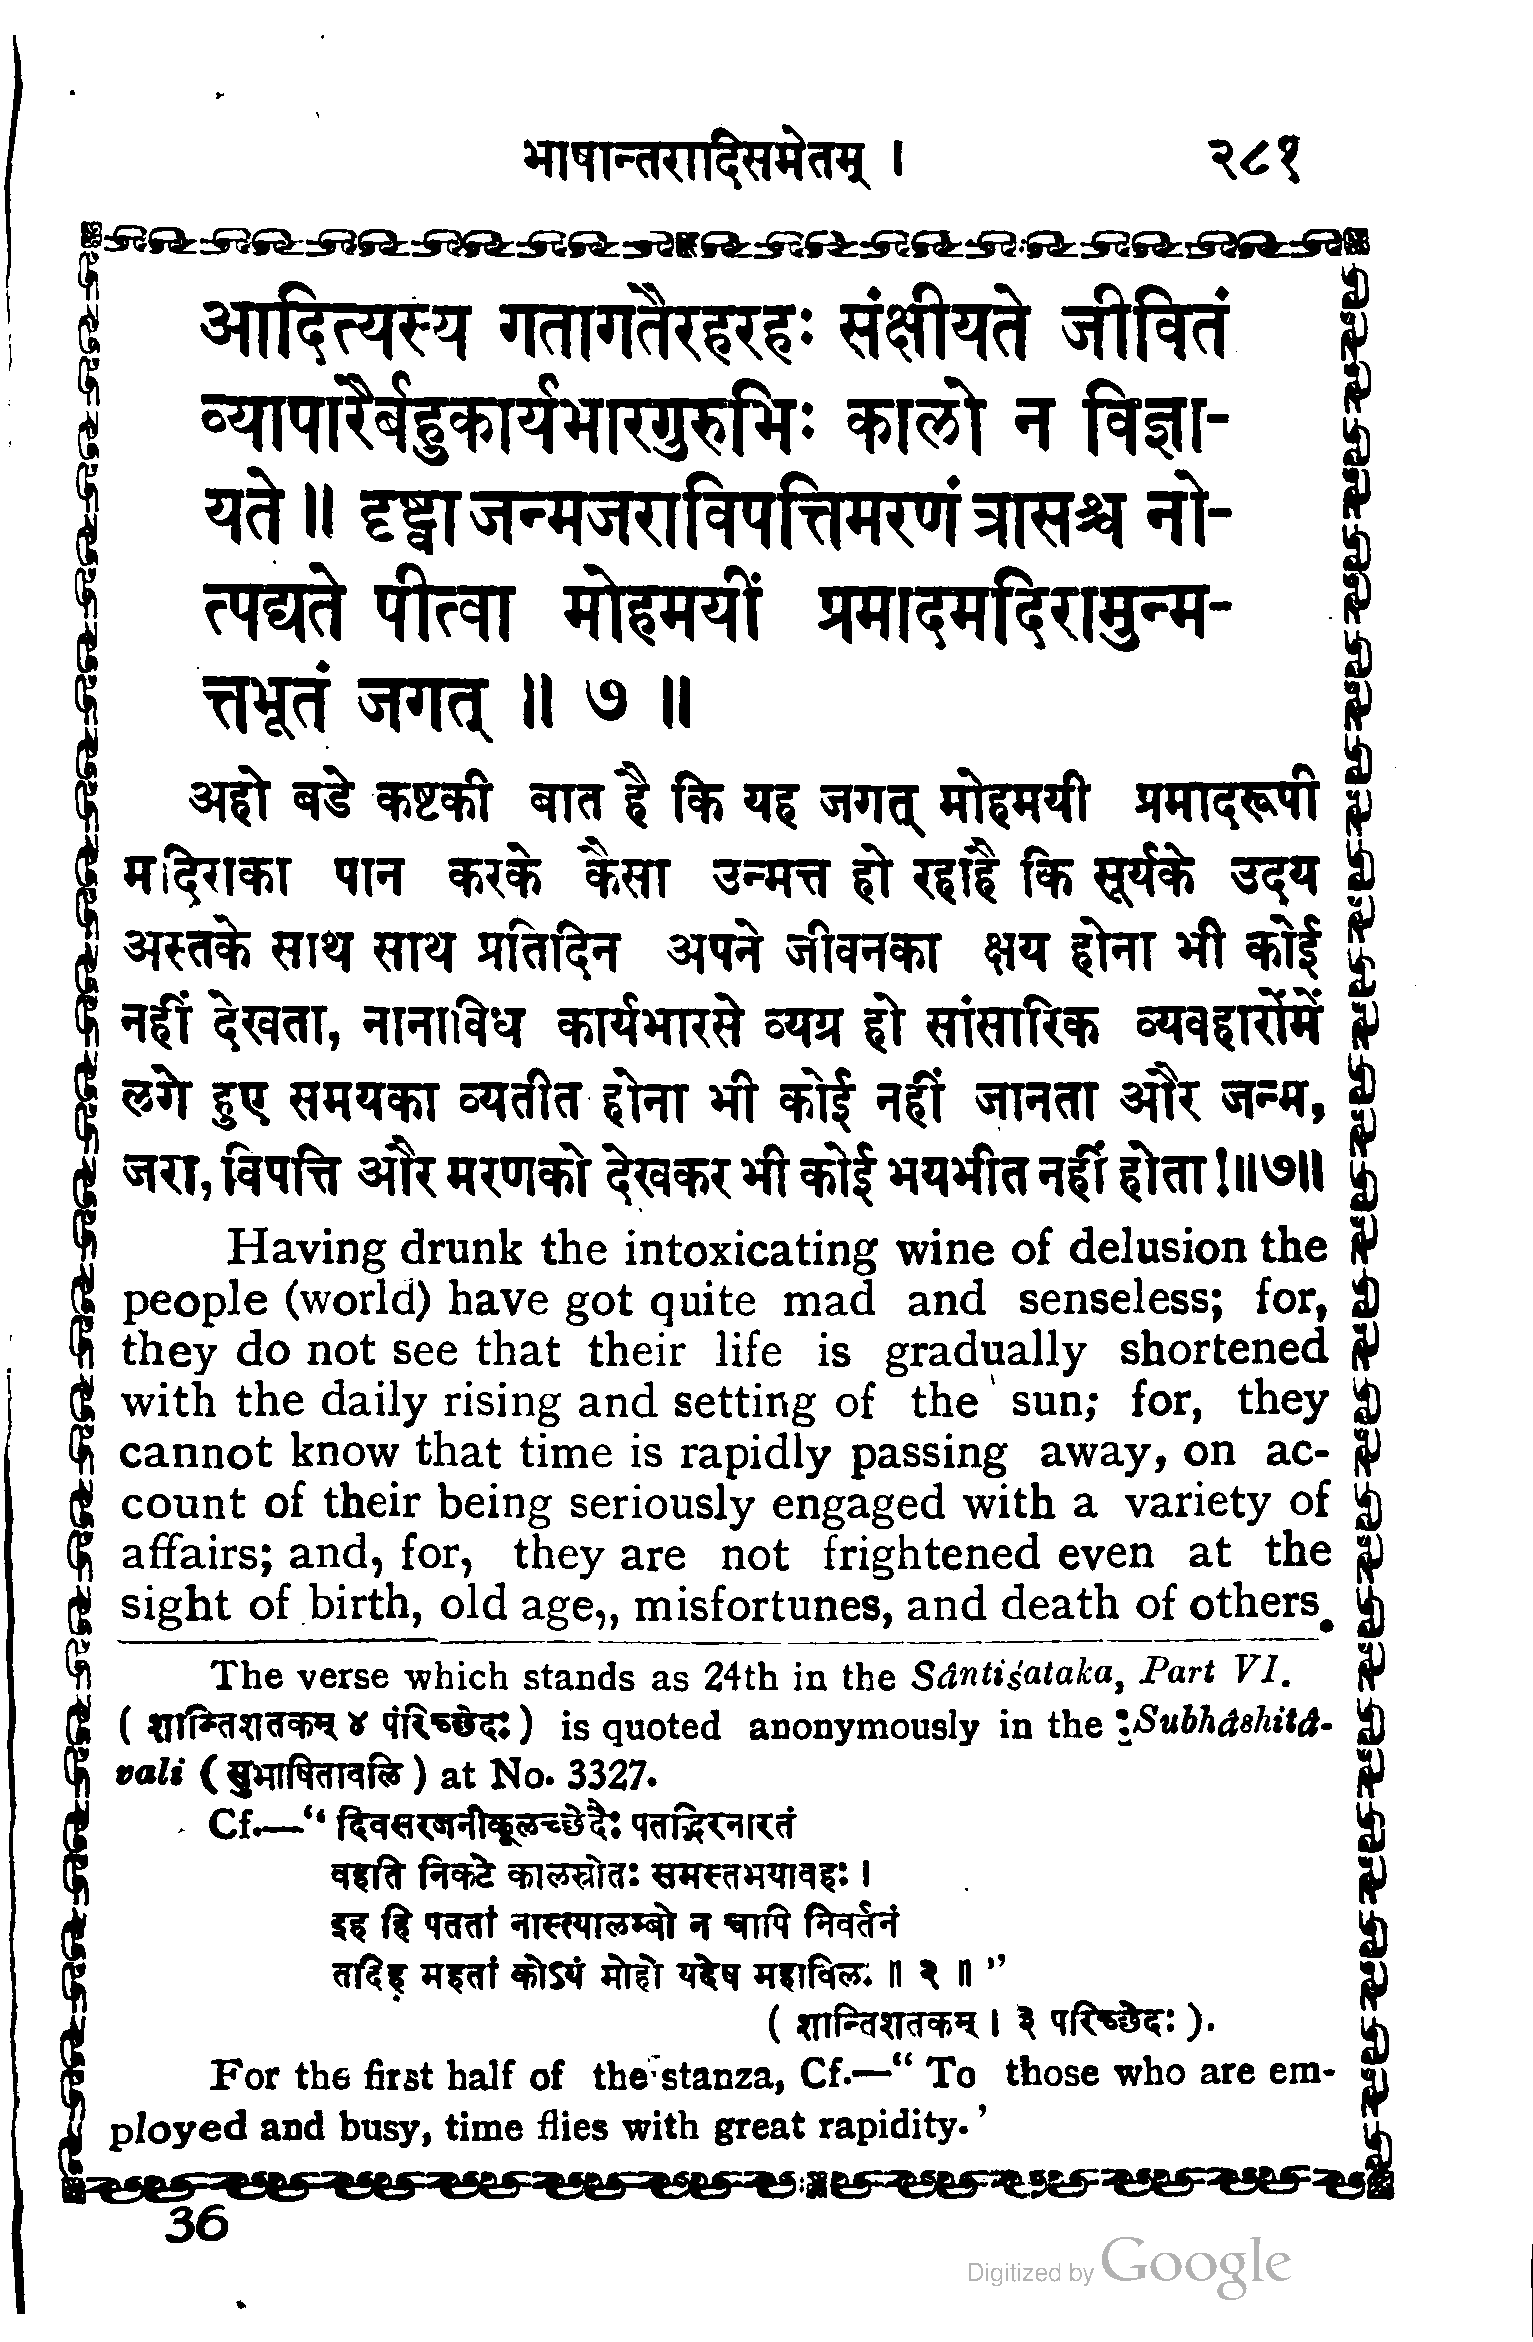 भाषान्तराादिसमेतम् । २८१
आदित्यस्य गतागतैरहरहः संक्षीयते जीवितं
व्यापारैर्बहुकार्यभारगुरुभिः कालो न विज्ञा-
यते ॥ दृष्ट्वा जन्मजराविपत्तिमरणं त्रासश्च नो-
त्पद्यते पीत्वा मोहमयीं प्रमादमदिरामुन्म-
त्तभूतं जगत् ॥ ७ ॥
अहो बडे कष्टकी बात है कि यह जगत् मोहमयी प्रमादरूपी
मदिराका पान करके कैसा उन्मत्त हो रहाहै कि सूर्यके उदय
अस्तके साथ साथ प्रतिदिन अपने जीवनका क्षय होना भी कोई
नहीं देखता, नानाविध कार्यभारसे व्यग्र हो सांसारिक व्यवहारोंमें
लगे हुए समयका व्यतीत होना भी कोई नहीं जानता और जन्म,
जरा, विपत्ति और मरणको देखकर भी कोई भयभीत नहीं होता !॥७॥
Having drunk the intoxicating wine of delusion the
people (world) have got quite mad and senseless; for,
they do not see that their life is gradually shortened
with the daily rising and setting of the sun; for, they
cannot know that time is rapidly passing away, on ac-
count of their being seriously engaged with a variety of
affairs; and, for, they are not frightened even at the
sight of birth, old age,, misfortunes, and death of others.
The verse which stands as 24th in the Sántiśataka, Part VI.
( शान्तिशतकम् ४ परिच्छेदः ) is quoted anonymously in the :Subháshitá-
vali ( सुभाषितावलि ) at No. 3327.
Cf.—“ दिवसरजनीकूलच्छेदैः पतद्भिरनारतं
वहति निकटे कालस्रोतः समस्तभयावहः ।
इह हि पततां नास्त्यालम्बो न चापि निवर्तनं
तदिह महतां कोऽयं मोहो यदेष महाविलः ॥ २ ॥ ”
( शान्तिशतकम् । ३ परिच्छेदः ).
For the first half of the stanza, Cf.—“ To those who are em-
ployed and busy, time flies with great rapidity.’
36
Digitized by Google